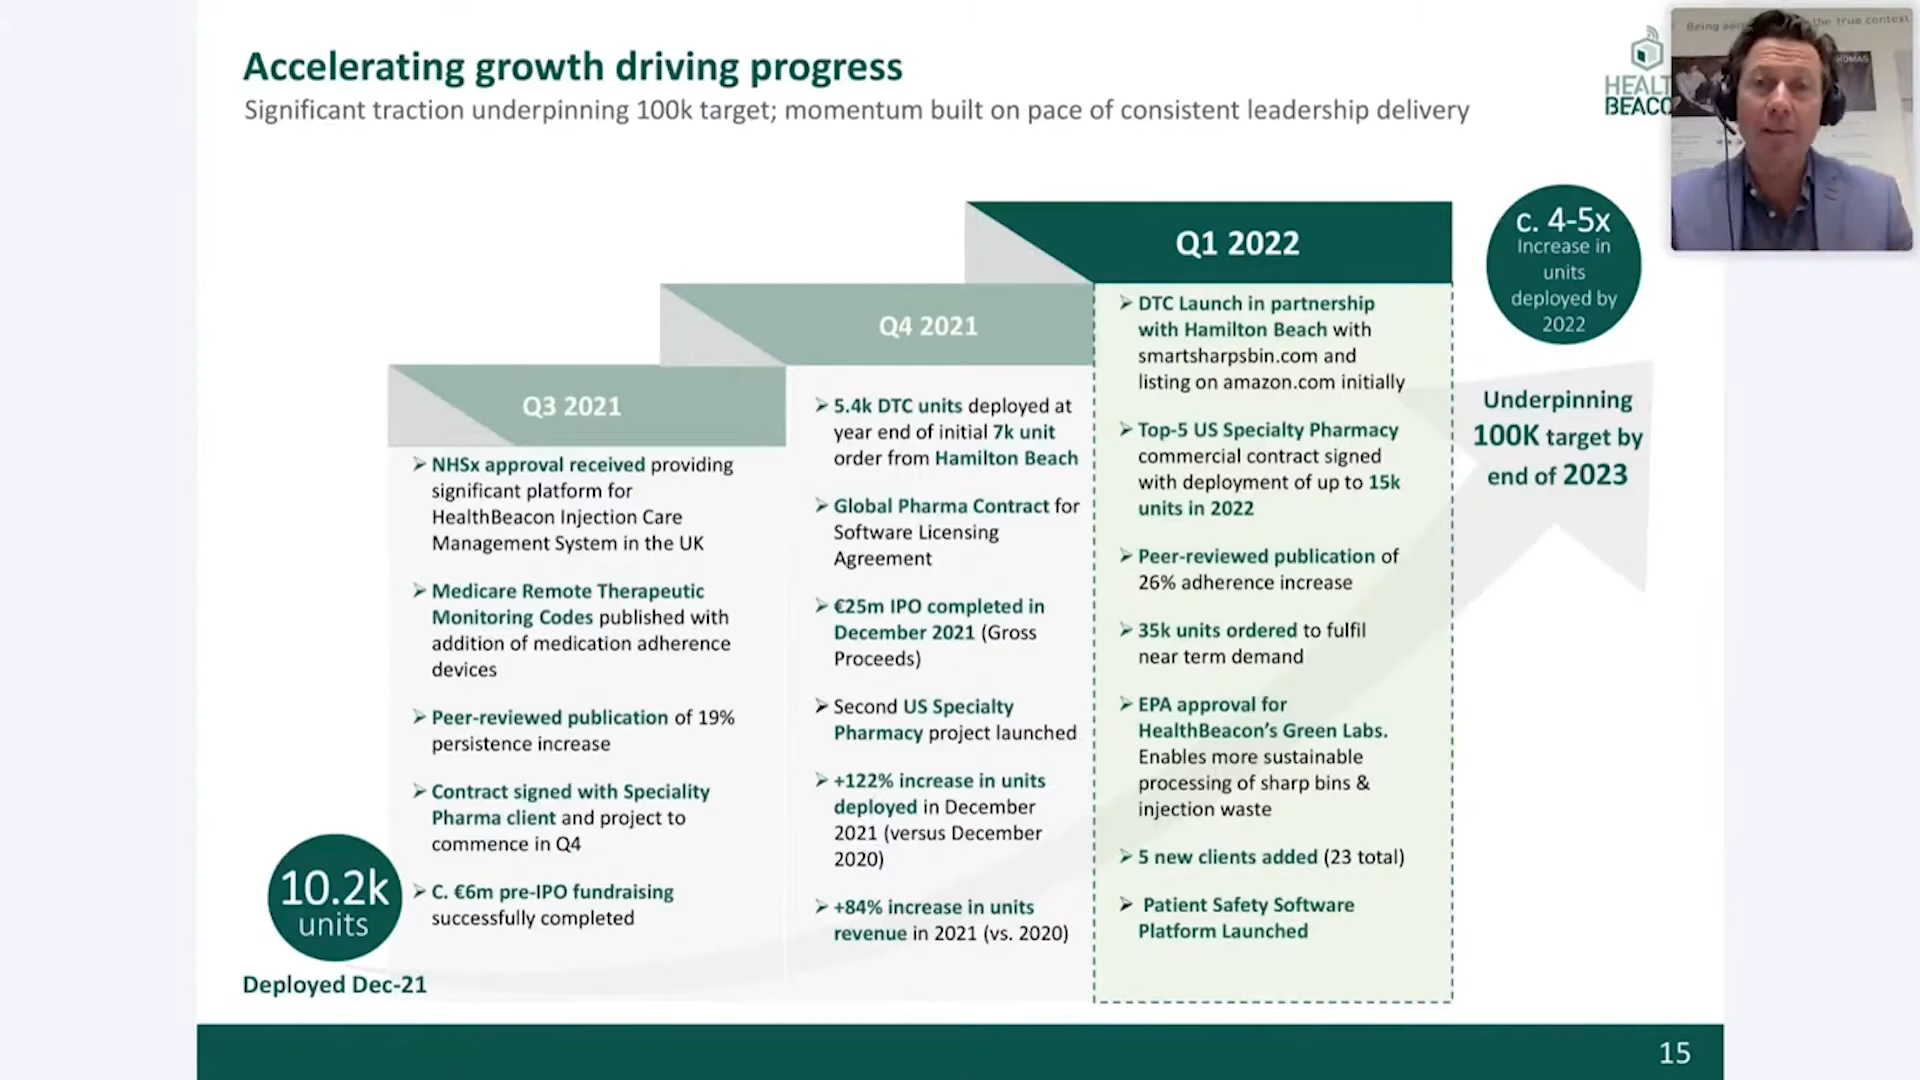 Accelerating growth driving progress
Significant traction underpinning 100k target; momentum built on pace of consistent leadership delivery
HEALT
BEACO
Being
the true context
Q3 2021
➢ NHSx approval received providing
significant platform for
HealthBeacon Injection Care
Management System in the UK
➢ Medicare Remote Therapeutic
Monitoring Codes published with
addition of medication adherence
devices
➢ Peer-reviewed publication of 19%
persistence increase
➢ Contract signed with Speciality
Pharma client and project to
commence in Q4
➢ C. €6m pre-IPO fundraising
successfully completed
10.2k
units
Deployed Dec-21
Q4 2021
➢ 5.4k DTC units deployed at
year end of initial 7k unit
order from Hamilton Beach
➢ Global Pharma Contract for
Software Licensing
Agreement
➢ €25m IPO completed in
December 2021 (Gross
Proceeds)
➢ Second US Specialty
Pharmacy project launched
➢ +122% increase in units
deployed in December
2021 (versus December
2020)
➢ +84% increase in units
revenue in 2021 (vs. 2020)
Q1 2022
➢ DTC Launch in partnership
with Hamilton Beach with
smartsharpsbin.com and
listing on amazon.com initially
➢ Top-5 US Specialty Pharmacy
commercial contract signed
with deployment of up to 15k
units in 2022
➢ Peer-reviewed publication of
26% adherence increase
➢ 35k units ordered to fulfil
near term demand
➢ EPA approval for
HealthBeacon’s Green Labs.
Enables more sustainable
processing of sharp bins &
injection waste
➢ 5 new clients added (23 total)
➢ Patient Safety Software
Platform Launched
c. 4-5x
Increase in
units
deployed by
2022
Underpinning
100K target by
end of 2023
15